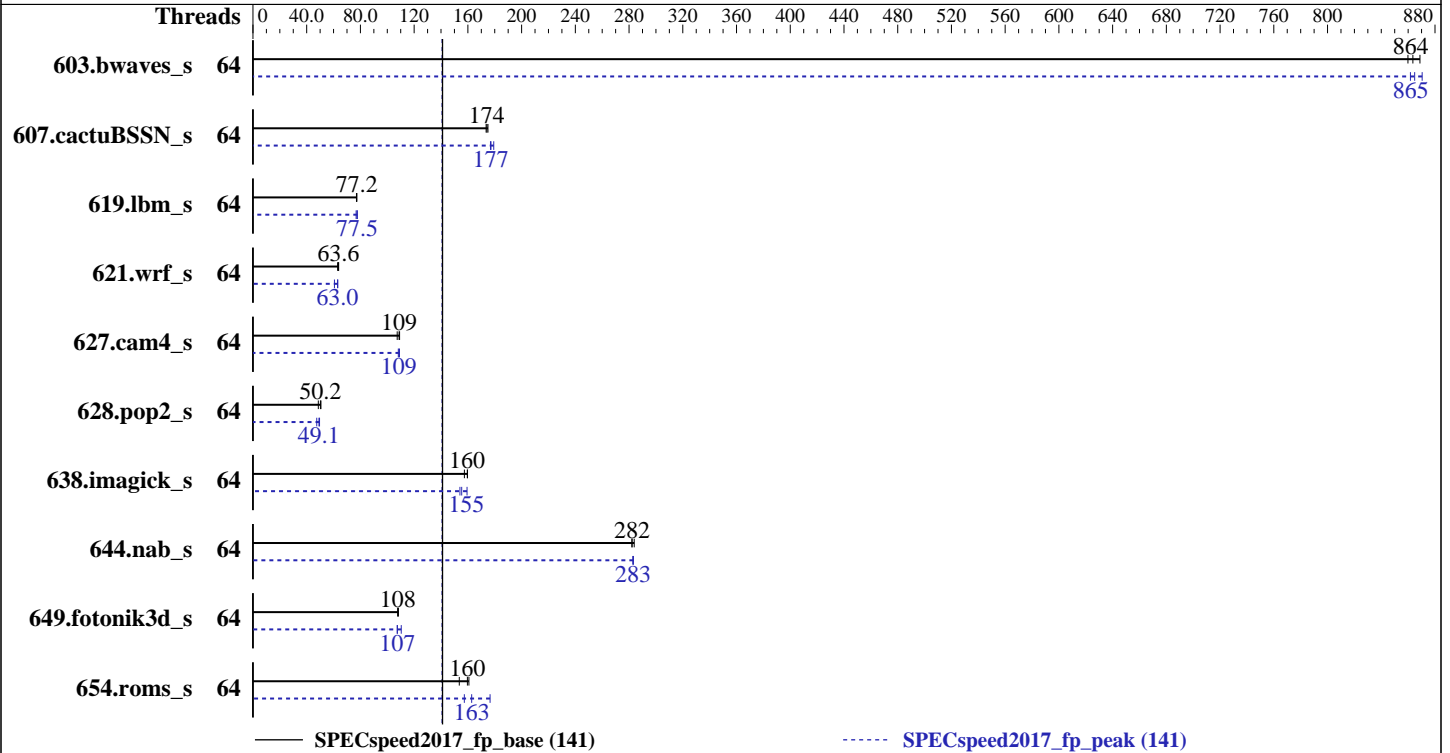 Threads 0 40.0 80.0 120 160 200 240 280 320 360 400 440 480 520 560 600 640 680 720 760 800 880
864
603.bwaves_s 64
865
174
607.cactuBSSN_s 64
177
77.2
619.lbm_s 64
77.5
63.6
621.wrf_s 64
63.0
109
627.cam4_s 64
109
50.2
628.pop2_s 64
49.1
160
638.imagick_s 64
155
282
644.nab_s 64
283
108
649.fotonik3d_s 64
107
160
654.roms_s 64
163
SPECspeed2017_fp_base (141) SPECspeed2017_fp_peak (141)